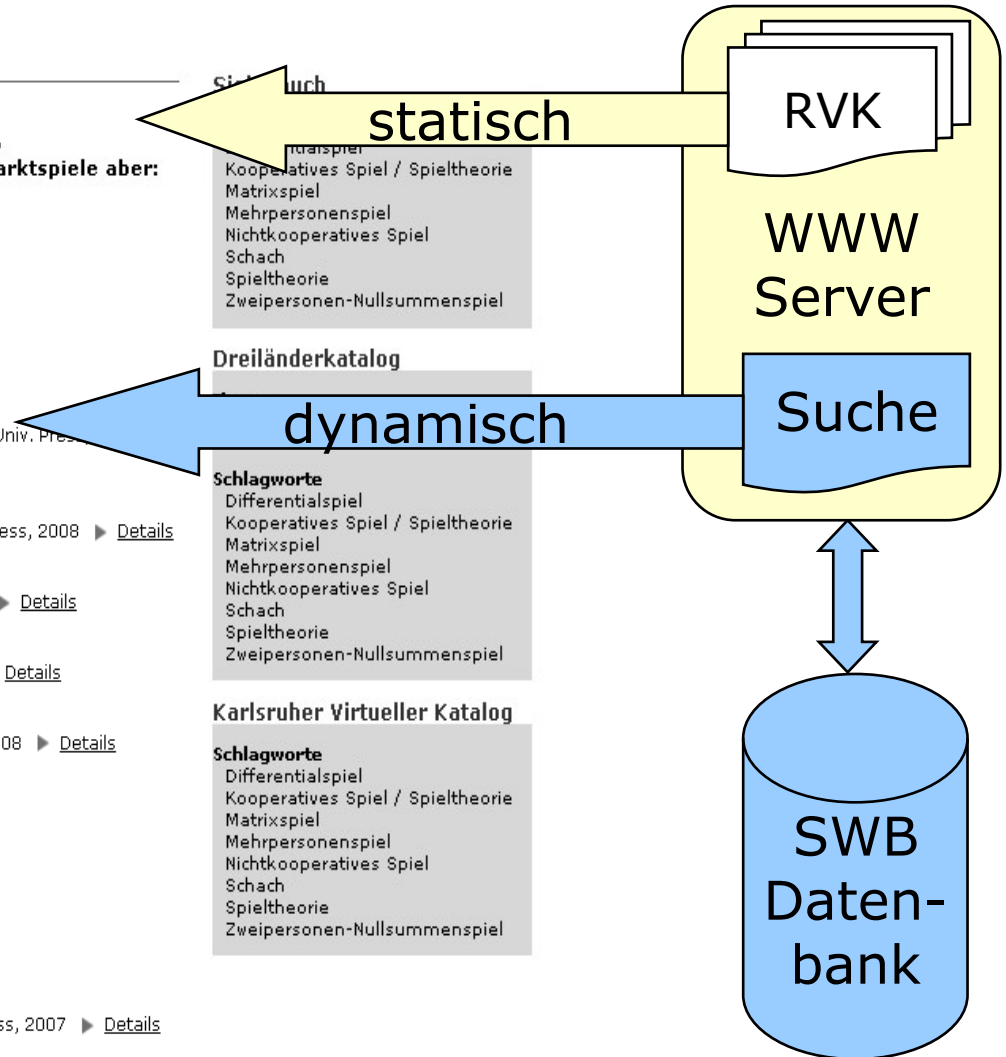 statisch
RVK
arktspiele aber:
Kooperatives Spiel / Spieltheorie
Matrixspiel
Mehrpersonenspiel
Nichtkooperatives Spiel
Schach
Spieltheorie
Zweipersonen-Nullsummenspiel
WWW
Server
Dreiländerkatalog
dynamisch
Suche
Univ.
Schlagworte
Differentialspiel
Kooperatives Spiel / Spieltheorie
Matrixspiel
Mehrpersonenspiel
Nichtkooperatives Spiel
Schach
Spieltheorie
Zweipersonen-Nullsummenspiel
ess, 2008 ▶ Details
▶ Details
Details
08 ▶ Details
Karlsruher Virtueller Katalog
Schlagworte
Differentialspiel
Kooperatives Spiel / Spieltheorie
Matrixspiel
Mehrpersonenspiel
Nichtkooperatives Spiel
Schach
Spieltheorie
Zweipersonen-Nullsummenspiel
SWB
Daten-
bank
ss, 2007 ▶ Details